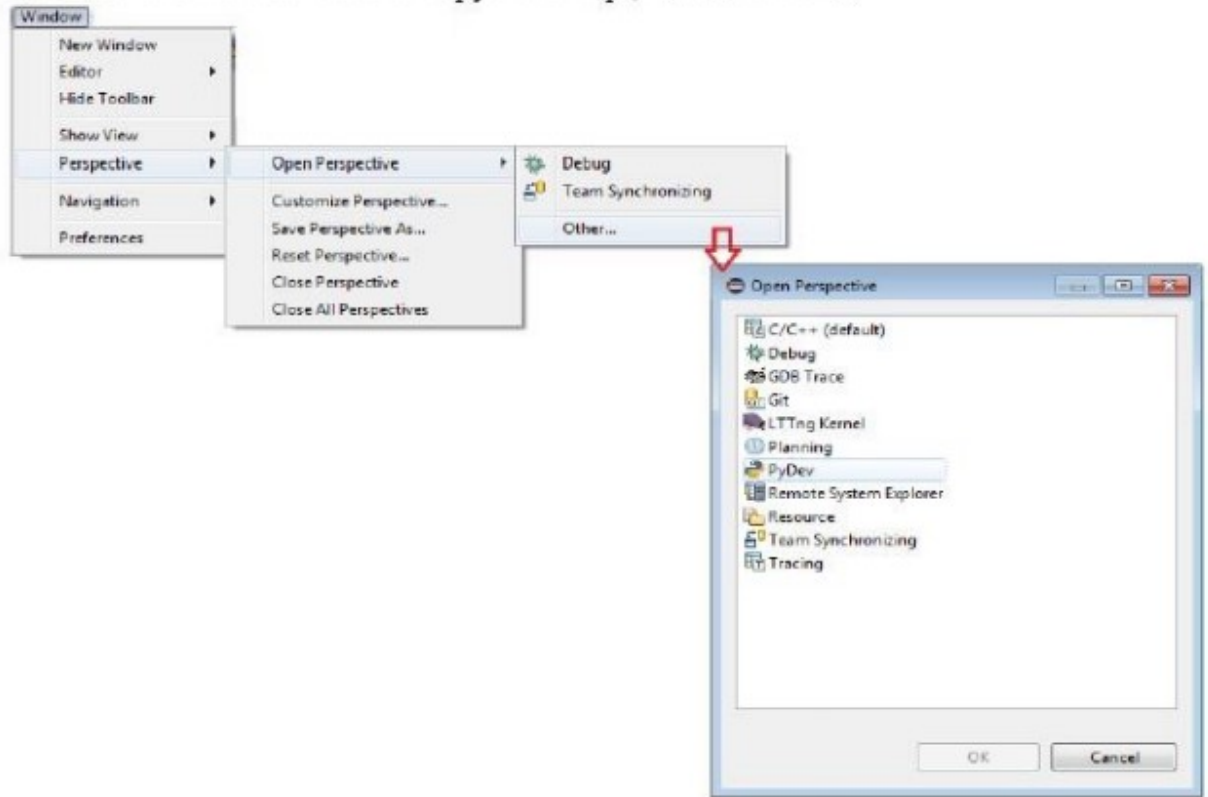 Window
New Window
Editor
Hide Toolbar
Show View
Perspective
Navigation
Preferences
Open Perspective
Customize Perspective...
Save Perspective As...
Reset Perspective...
Close Perspective
Close All Perspectives
Debug
Team Synchronizing
Other...
Open Perspective
C/C++ (default)
Debug
GDB Trace
Git
LTTng Kernel
Planning
PyDev
Remote System Explorer
Resource
Team Synchronizing
Tracing
OK
Cancel